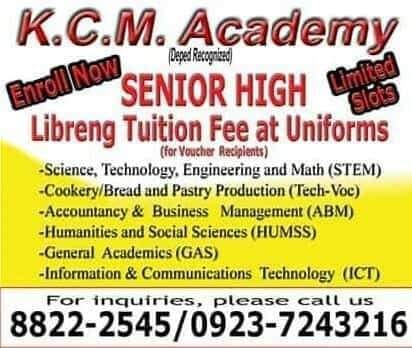 K.C.M. Academy
(Deped Recognized)
Enroll Now
Limited Slots
SENIOR HIGH
Libreng Tuition Fee at Uniforms
(for Voucher Recipients)
-Science, Technology, Engineering and Math (STEM)
-Cookery/Bread and Pastry Production (Tech-Voc)
-Accountancy & Business Management (ABM)
-Humanities and Social Sciences (HUMSS)
-General Academics (GAS)
-Information & Communications Technology (ICT)
For inquiries, please call us
8822-2545/0923-7243216